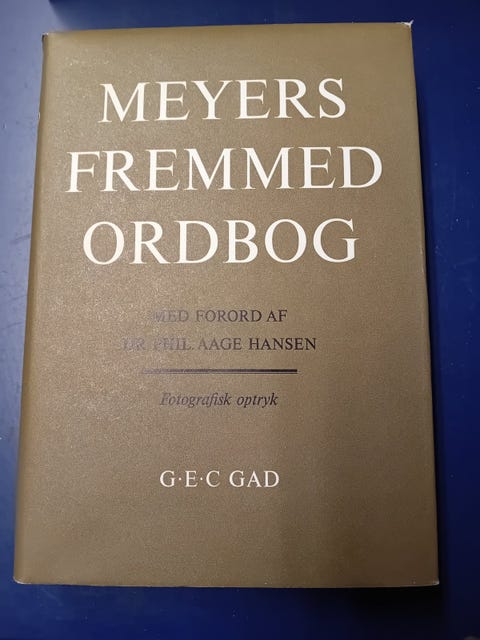 MEYERS
FREMMED
ORDBOG
MED FORORD AF
DR. PHIL. AAGE HANSEN
Fotografisk optryk
G·E·C GAD